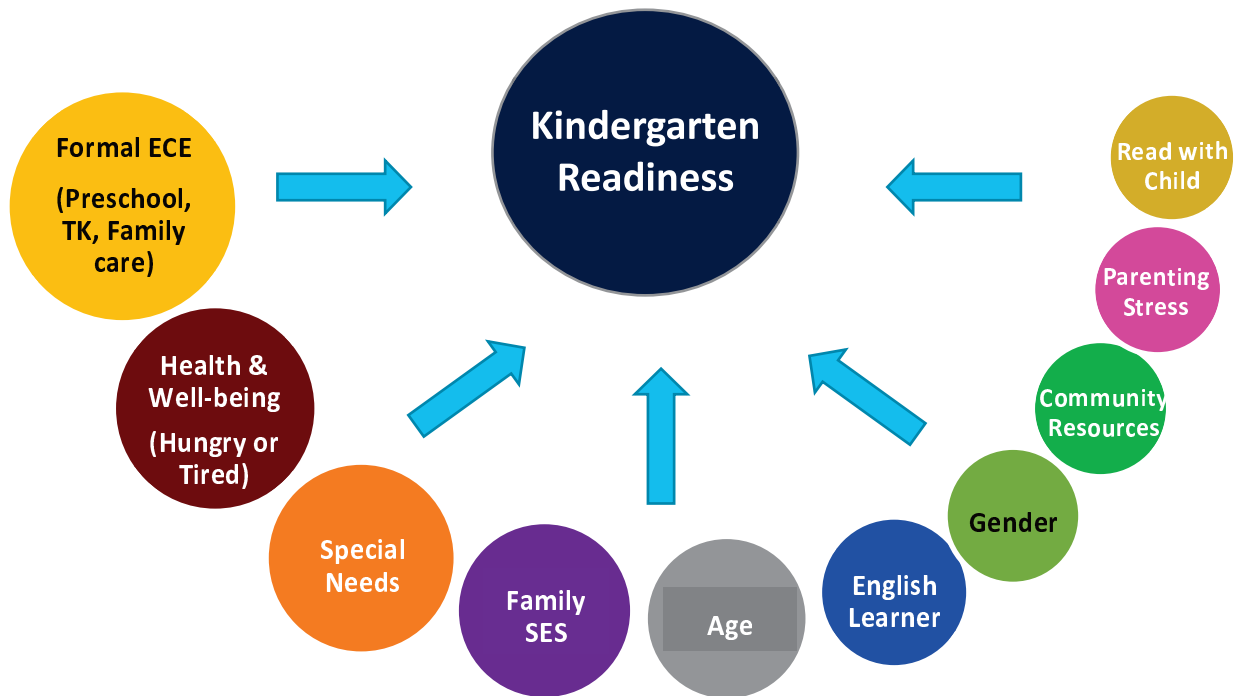 Kindergarten
Readiness
Formal ECE
(Preschool,
TK, Family
care)
Health &
Well-being
(Hungry or
Tired)
Special
Needs
Family
SES
Age
English
Learner
Gender
Community
Resources
Parenting
Stress
Read with
Child